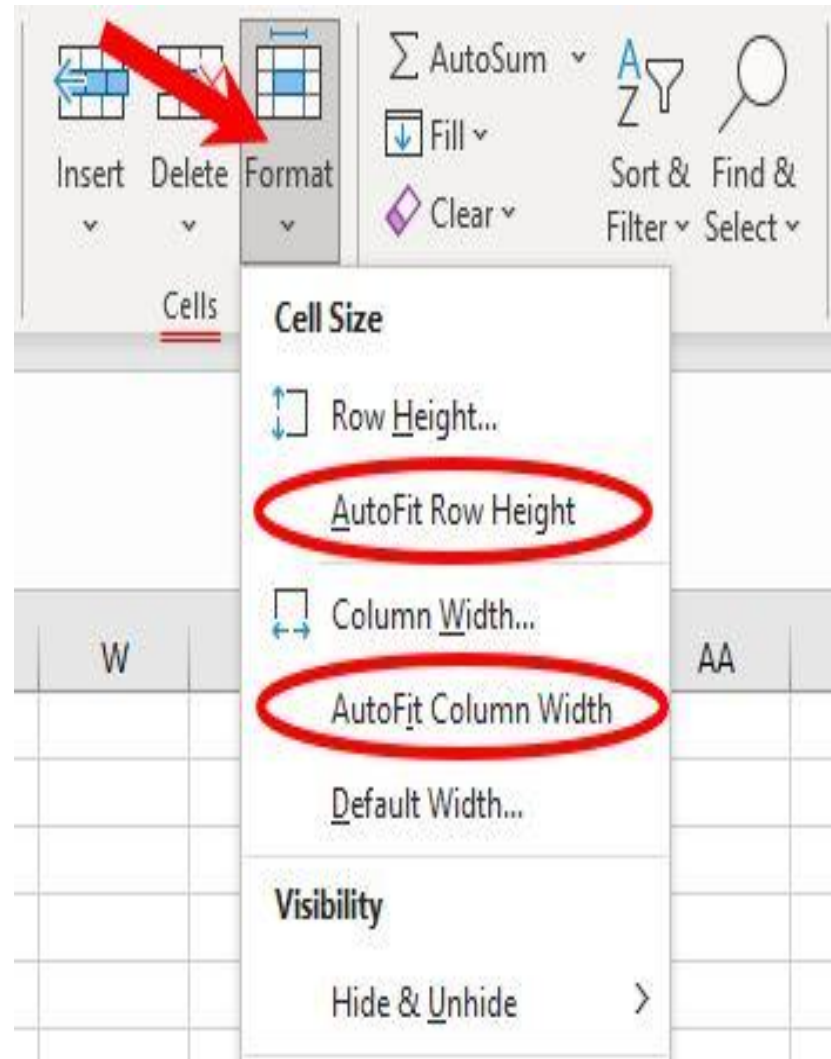 AutoSum
Fill
Clear
Insert Delete Format
Sort & Filter
Find & Select
Cells
Cell Size
Row Height...
AutoFit Row Height
Column Width...
AutoFit Column Width
Default Width...
Visibility
Hide & Unhide
W
AA